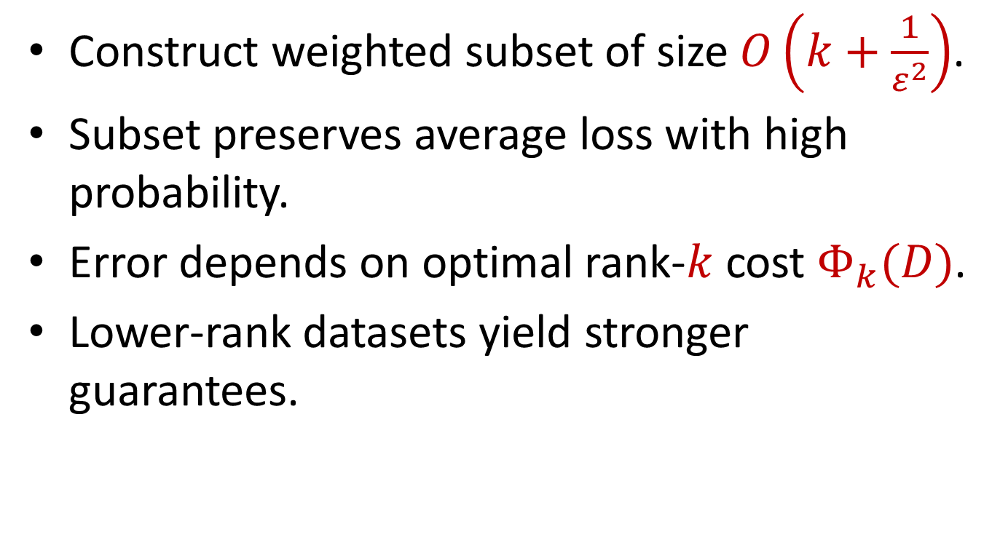 • Construct weighted subset of size $O\left(k + \frac{1}{\varepsilon^2}\right)$.
• Subset preserves average loss with high
probability.
• Error depends on optimal rank-$k$ cost $\Phi_k(D)$.
• Lower-rank datasets yield stronger
guarantees.